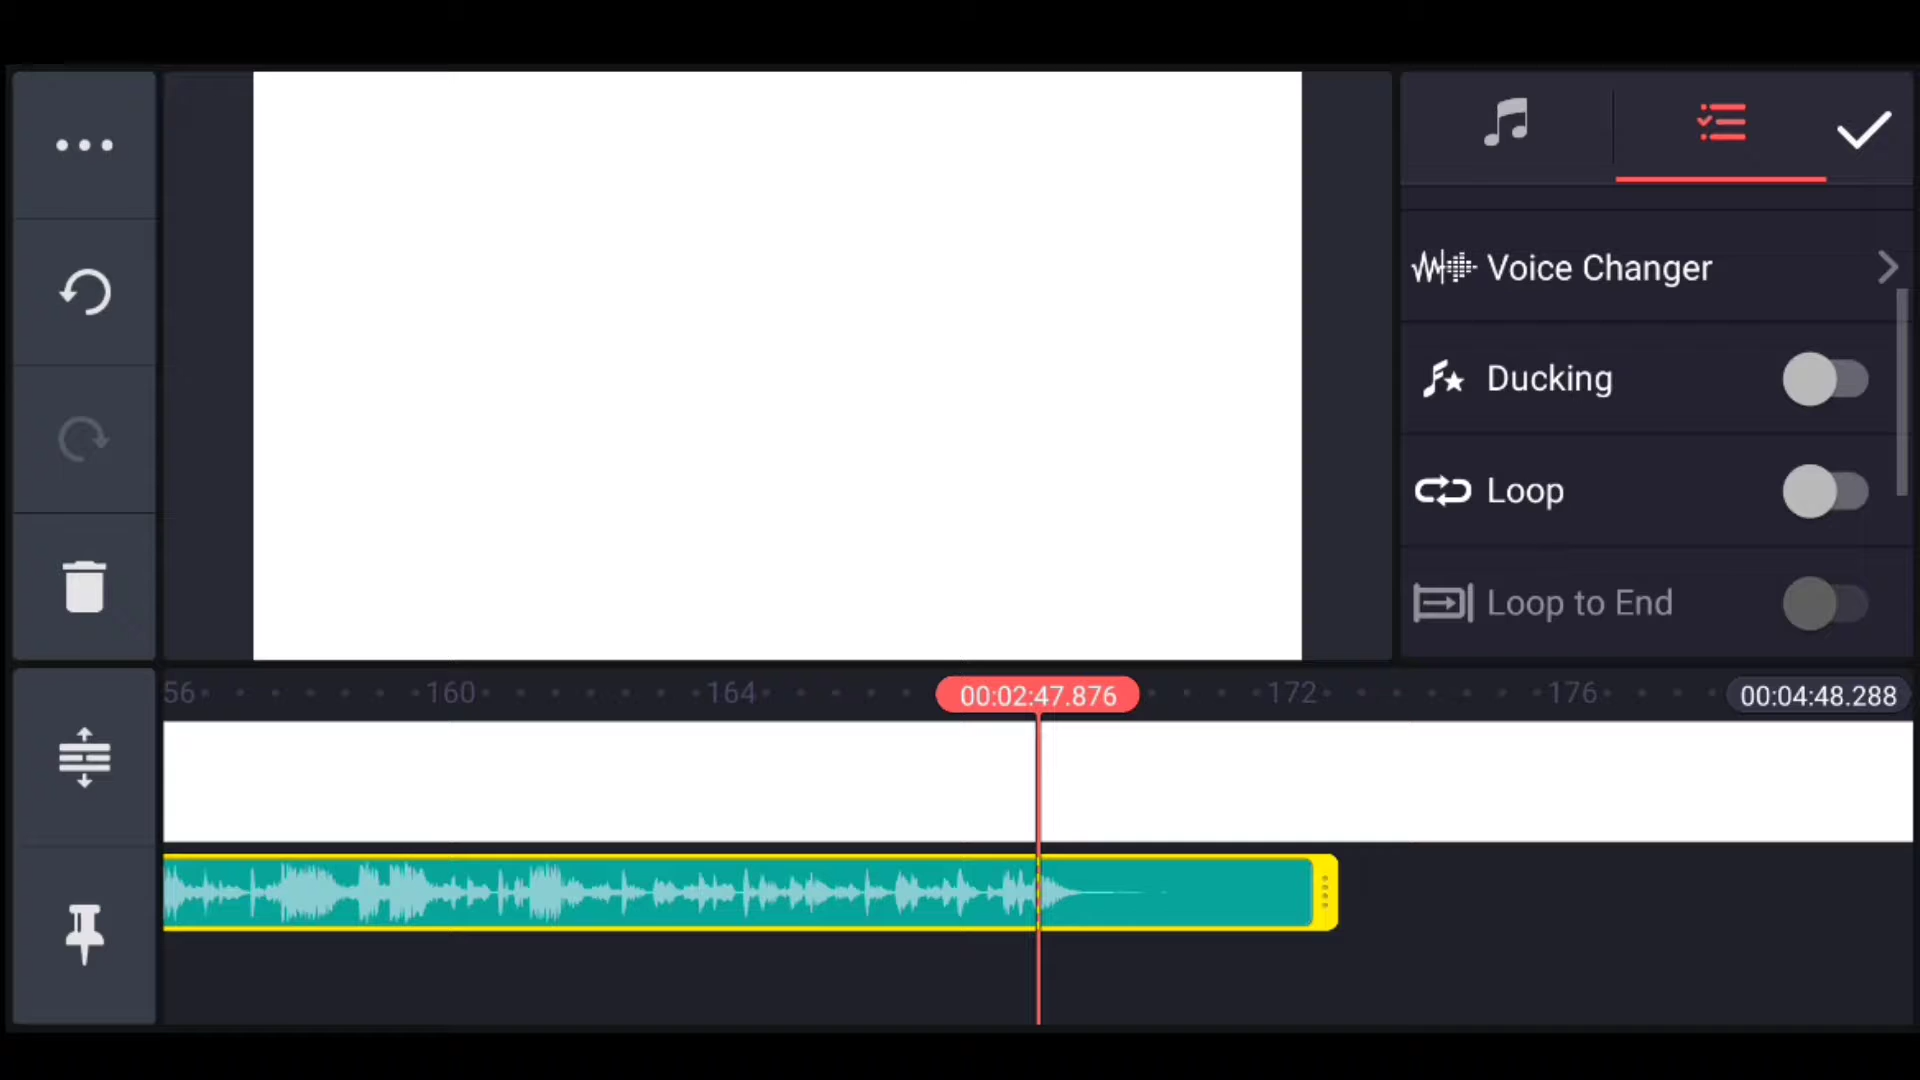 Voice Changer
Ducking
Loop
Loop to End
56 160 164 00:02:47.876 172 176 00:04:48.288